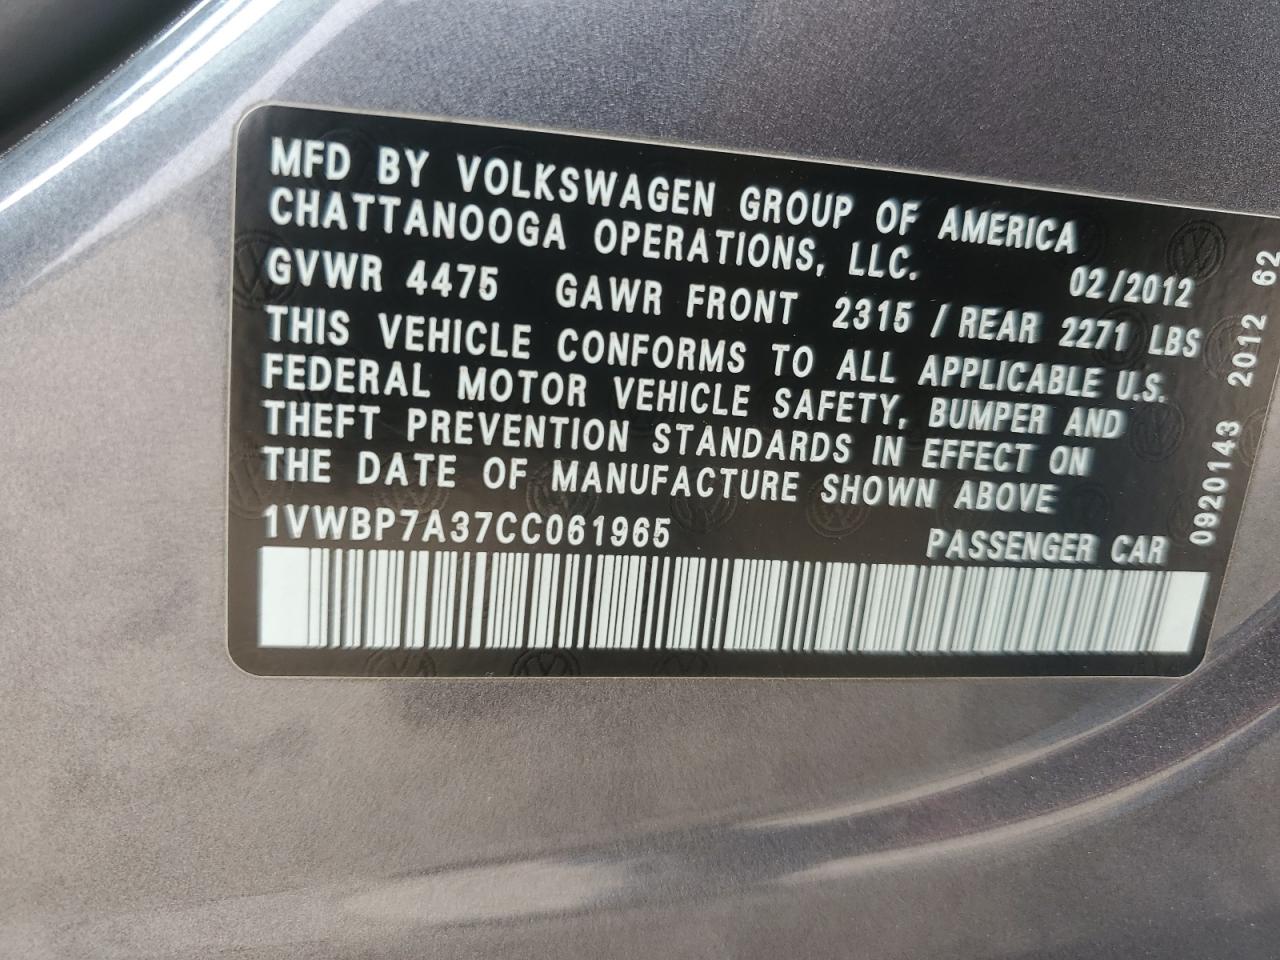 MFD BY VOLKSWAGEN GROUP OF AMERICA
CHATTANOOGA OPERATIONS, LLC.
02/2012
GVWR 4475 GAWR FRONT 2315 / REAR 2271 LBS
THIS VEHICLE CONFORMS TO ALL APPLICABLE U.S.
FEDERAL MOTOR VEHICLE SAFETY, BUMPER AND
THEFT PREVENTION STANDARDS IN EFFECT ON
THE DATE OF MANUFACTURE SHOWN ABOVE
1VWBP7A37CC061965
PASSENGER CAR
0920143 2012 62